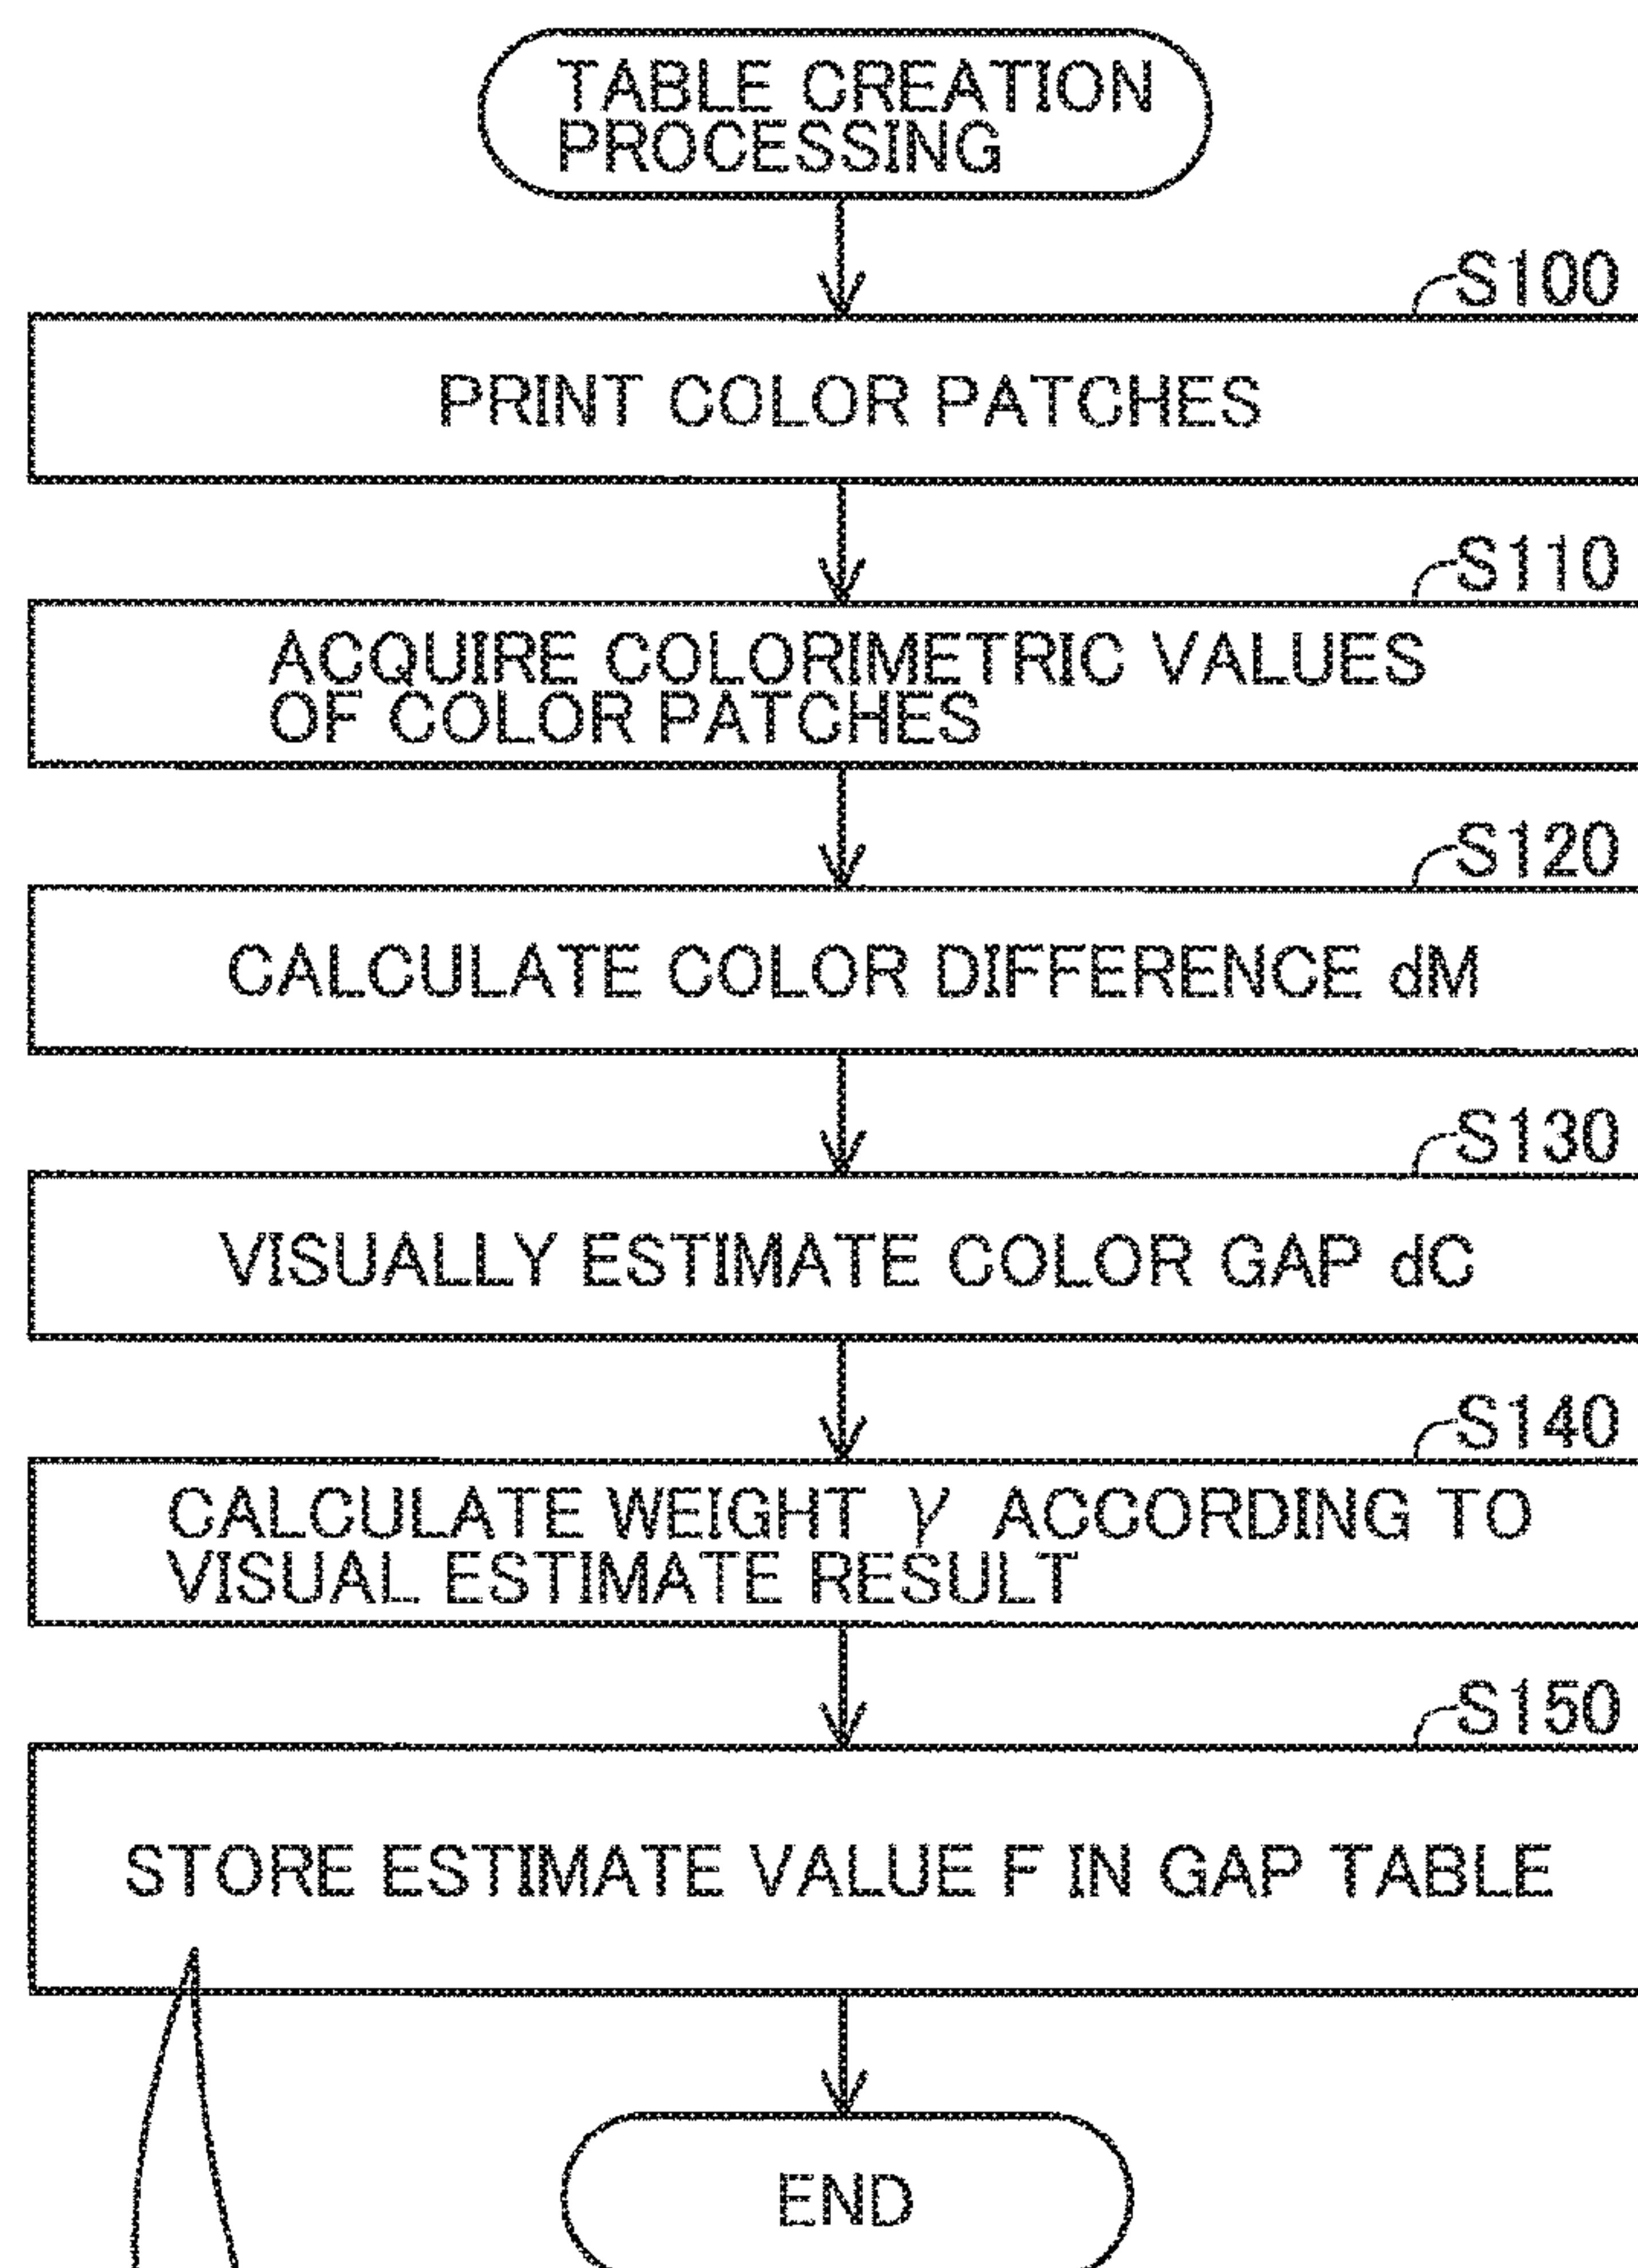 TABLE CREATION
PROCESSING
S100
PRINT COLOR PATCHES
S110
ACQUIRE COLORIMETRIC VALUES
OF COLOR PATCHES
S120
CALCULATE COLOR DIFFERENCE dM
S130
VISUALLY ESTIMATE COLOR GAP dC
S140
CALCULATE WEIGHT γ ACCORDING TO
VISUAL ESTIMATE RESULT
S150
STORE ESTIMATE VALUE F IN GAP TABLE
END